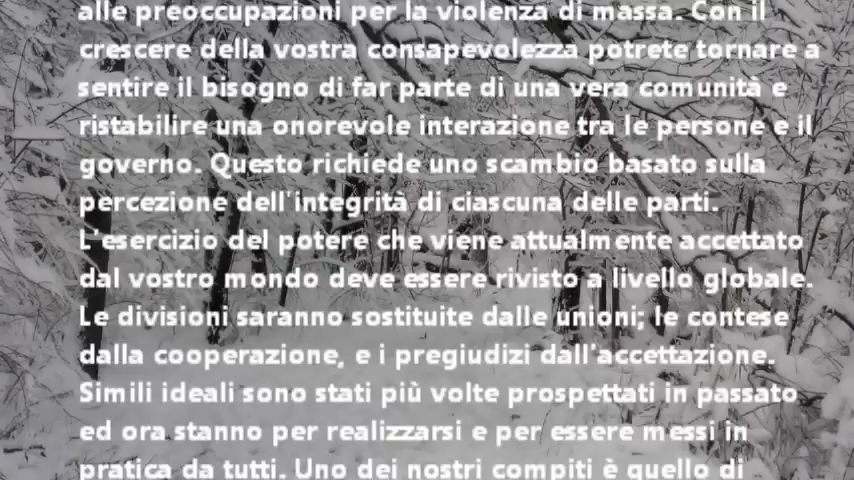 alle preoccupazioni per la violenza di massa. Con il
crescere della vostra consapevolezza potrete tornare a
sentire il bisogno di far parte di una vera comunità e
ristabilire una onorevole interazione tra le persone e il
governo. Questo richiede uno scambio basato sulla
percezione dell'integrità di ciascuna delle parti.
L'esercizio del potere che viene attualmente accettato
dal vostro mondo deve essere rivisto a livello globale.
Le divisioni saranno sostituite dalle unioni; le contese
dalla cooperazione, e i pregiudizi dall'accettazione.
Simili ideali sono stati più volte prospettati in passato
ed ora stanno per realizzarsi e per essere messi in
pratica da tutti. Uno dei nostri compiti è quello di